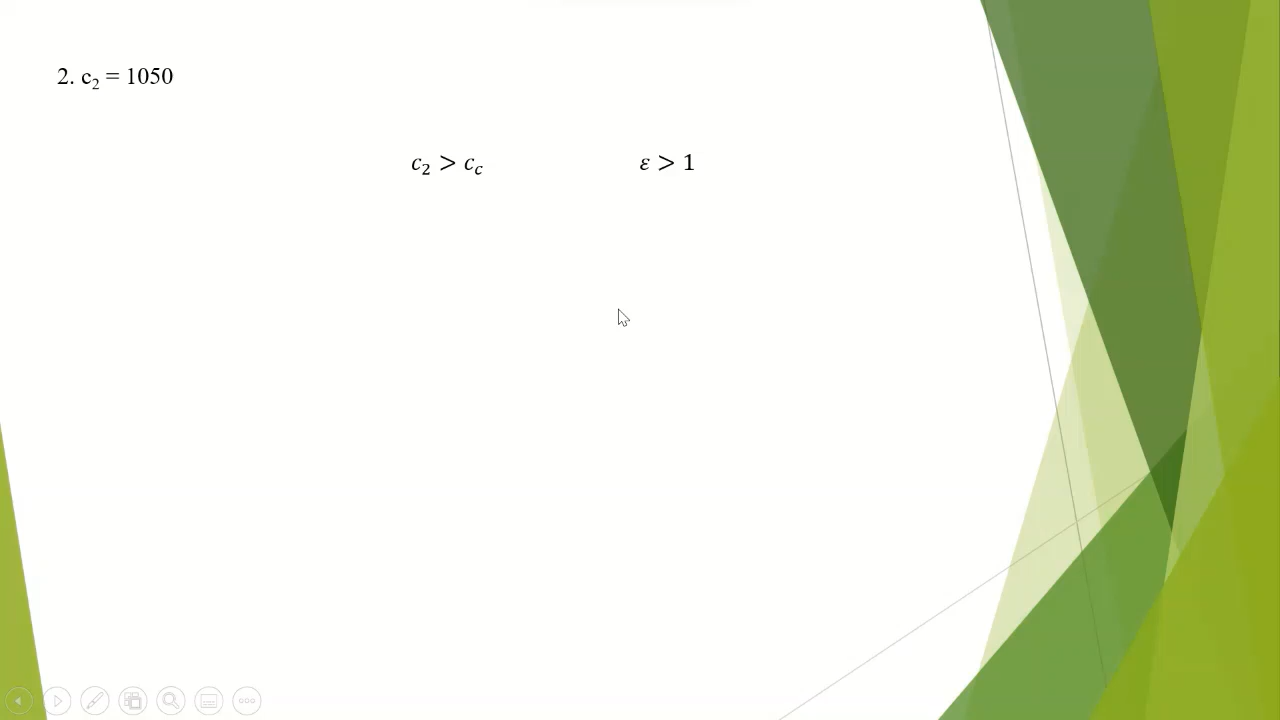 2. c₂ = 1050
𝑐₂ > 𝑐_𝑐 𝜀 > 1